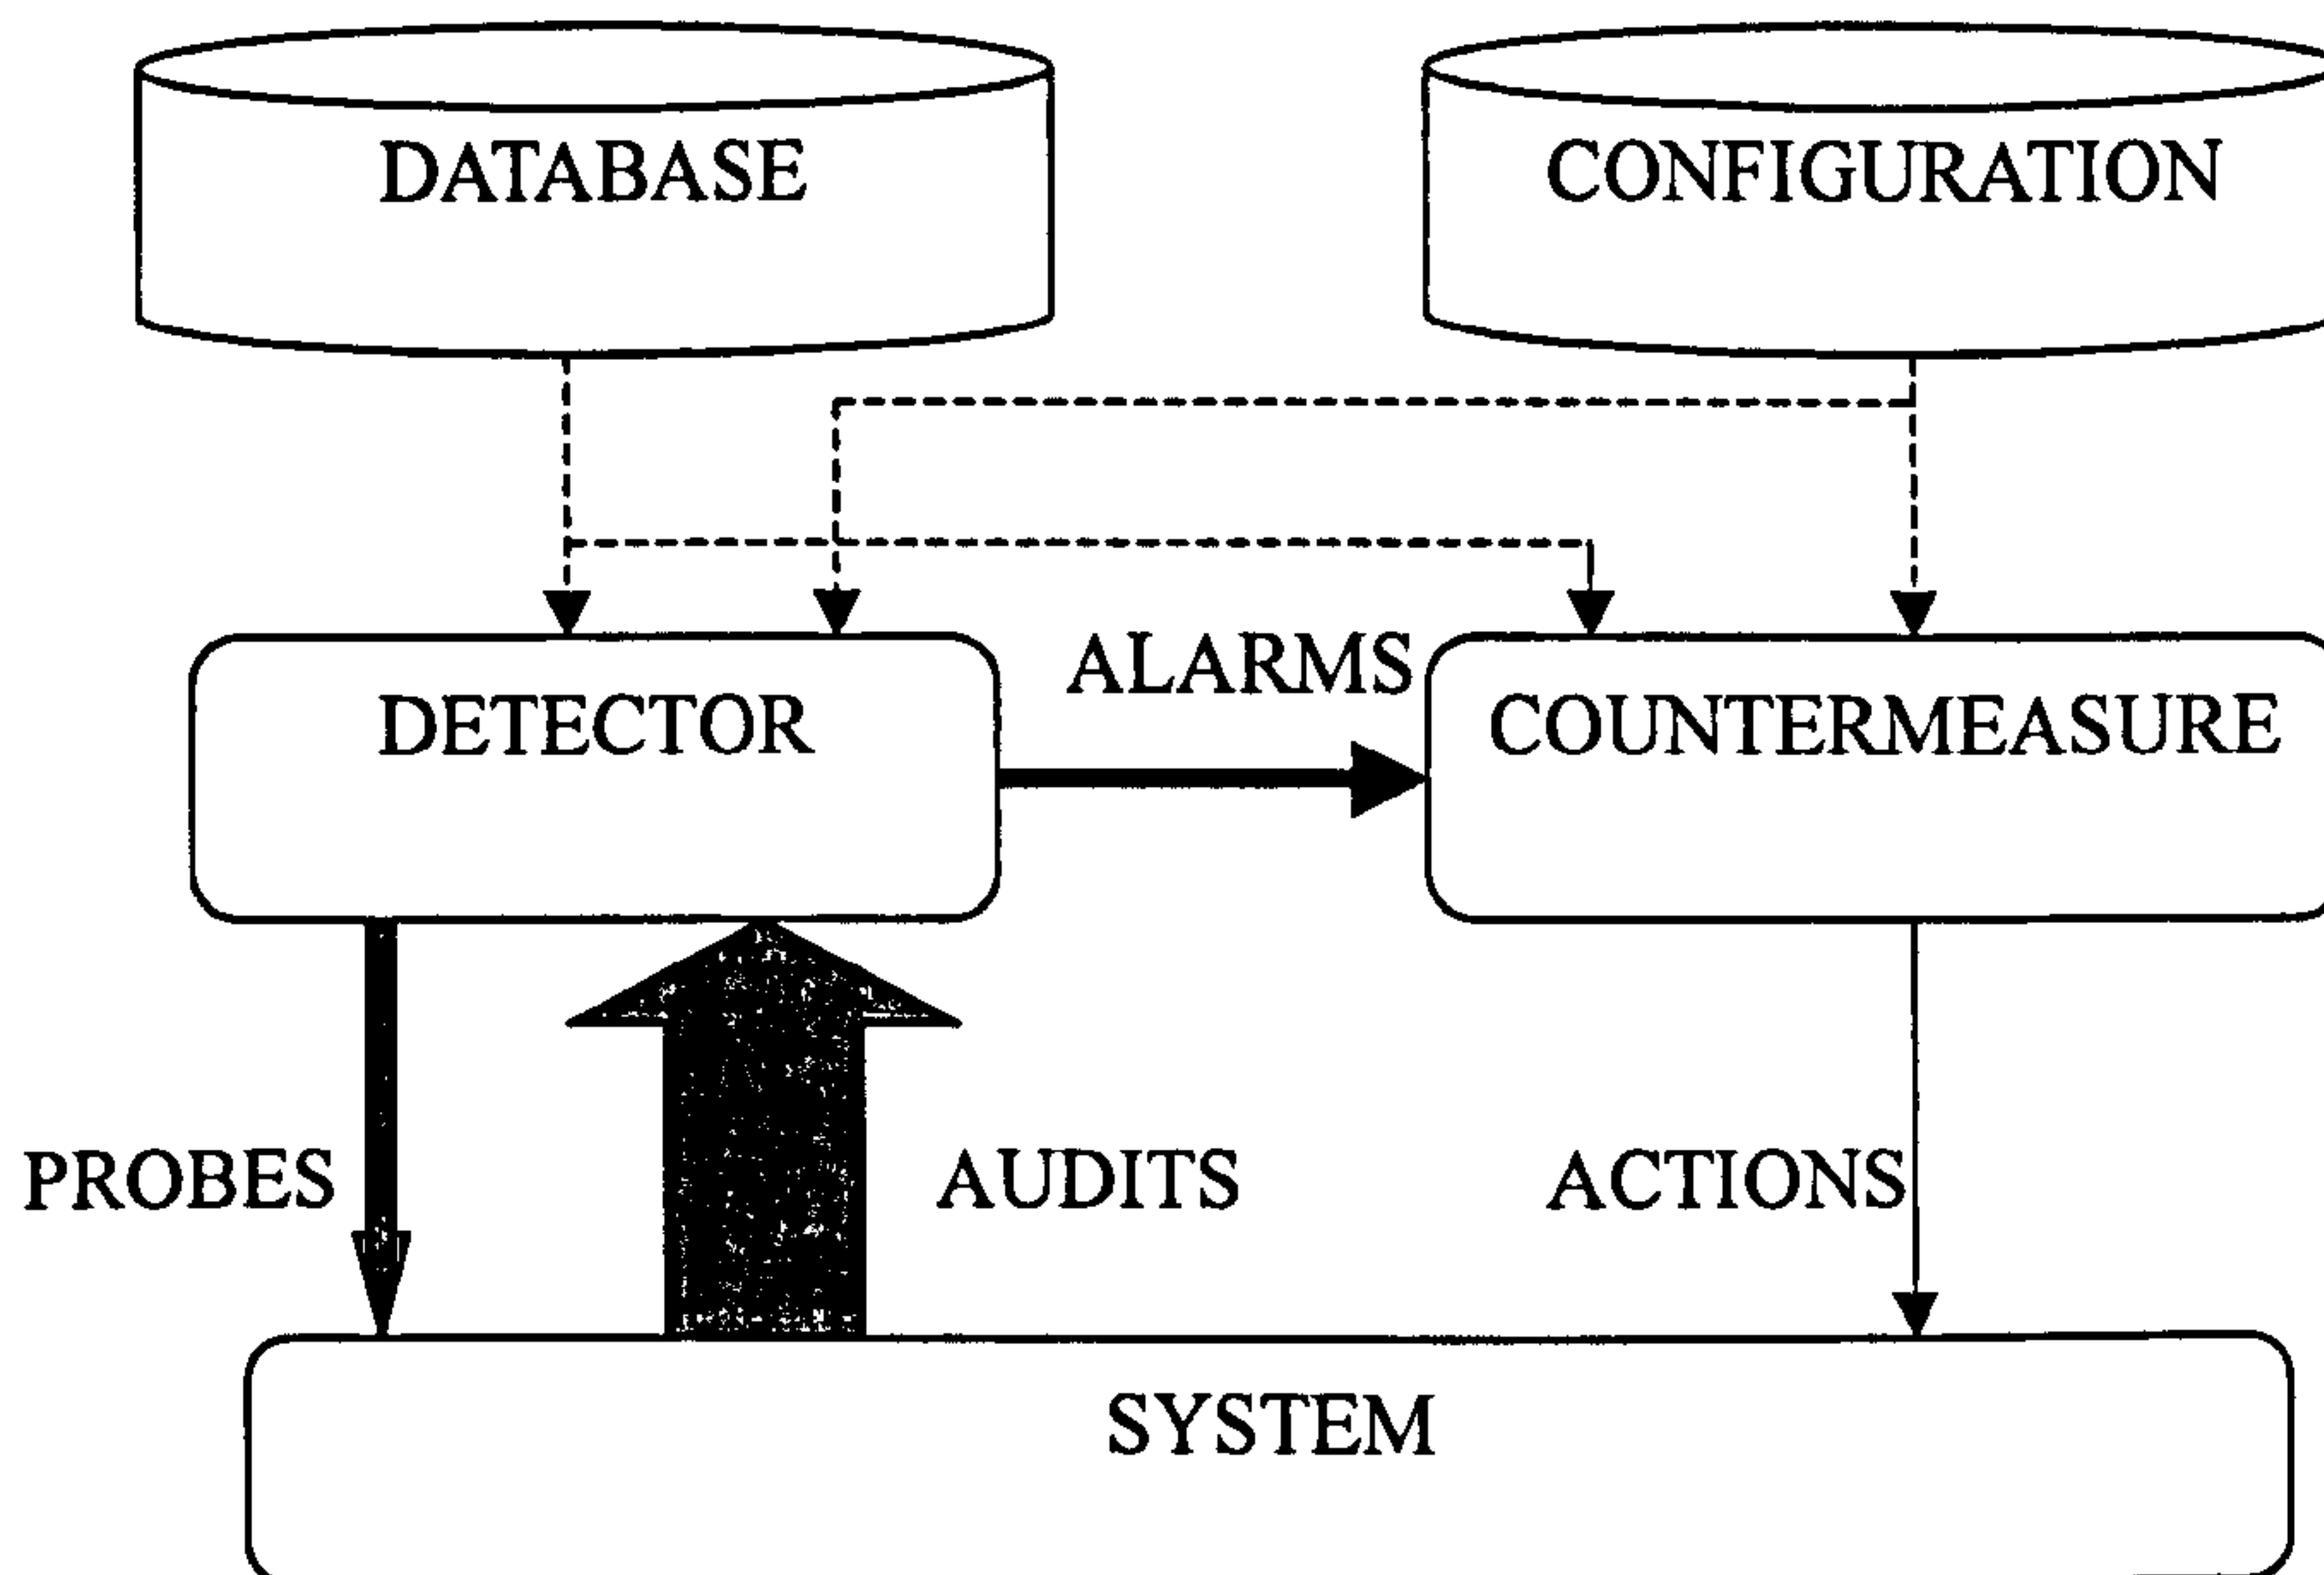 DATABASE
CONFIGURATION
ALARMS
DETECTOR
COUNTERMEASURE
PROBES
AUDITS
ACTIONS
SYSTEM